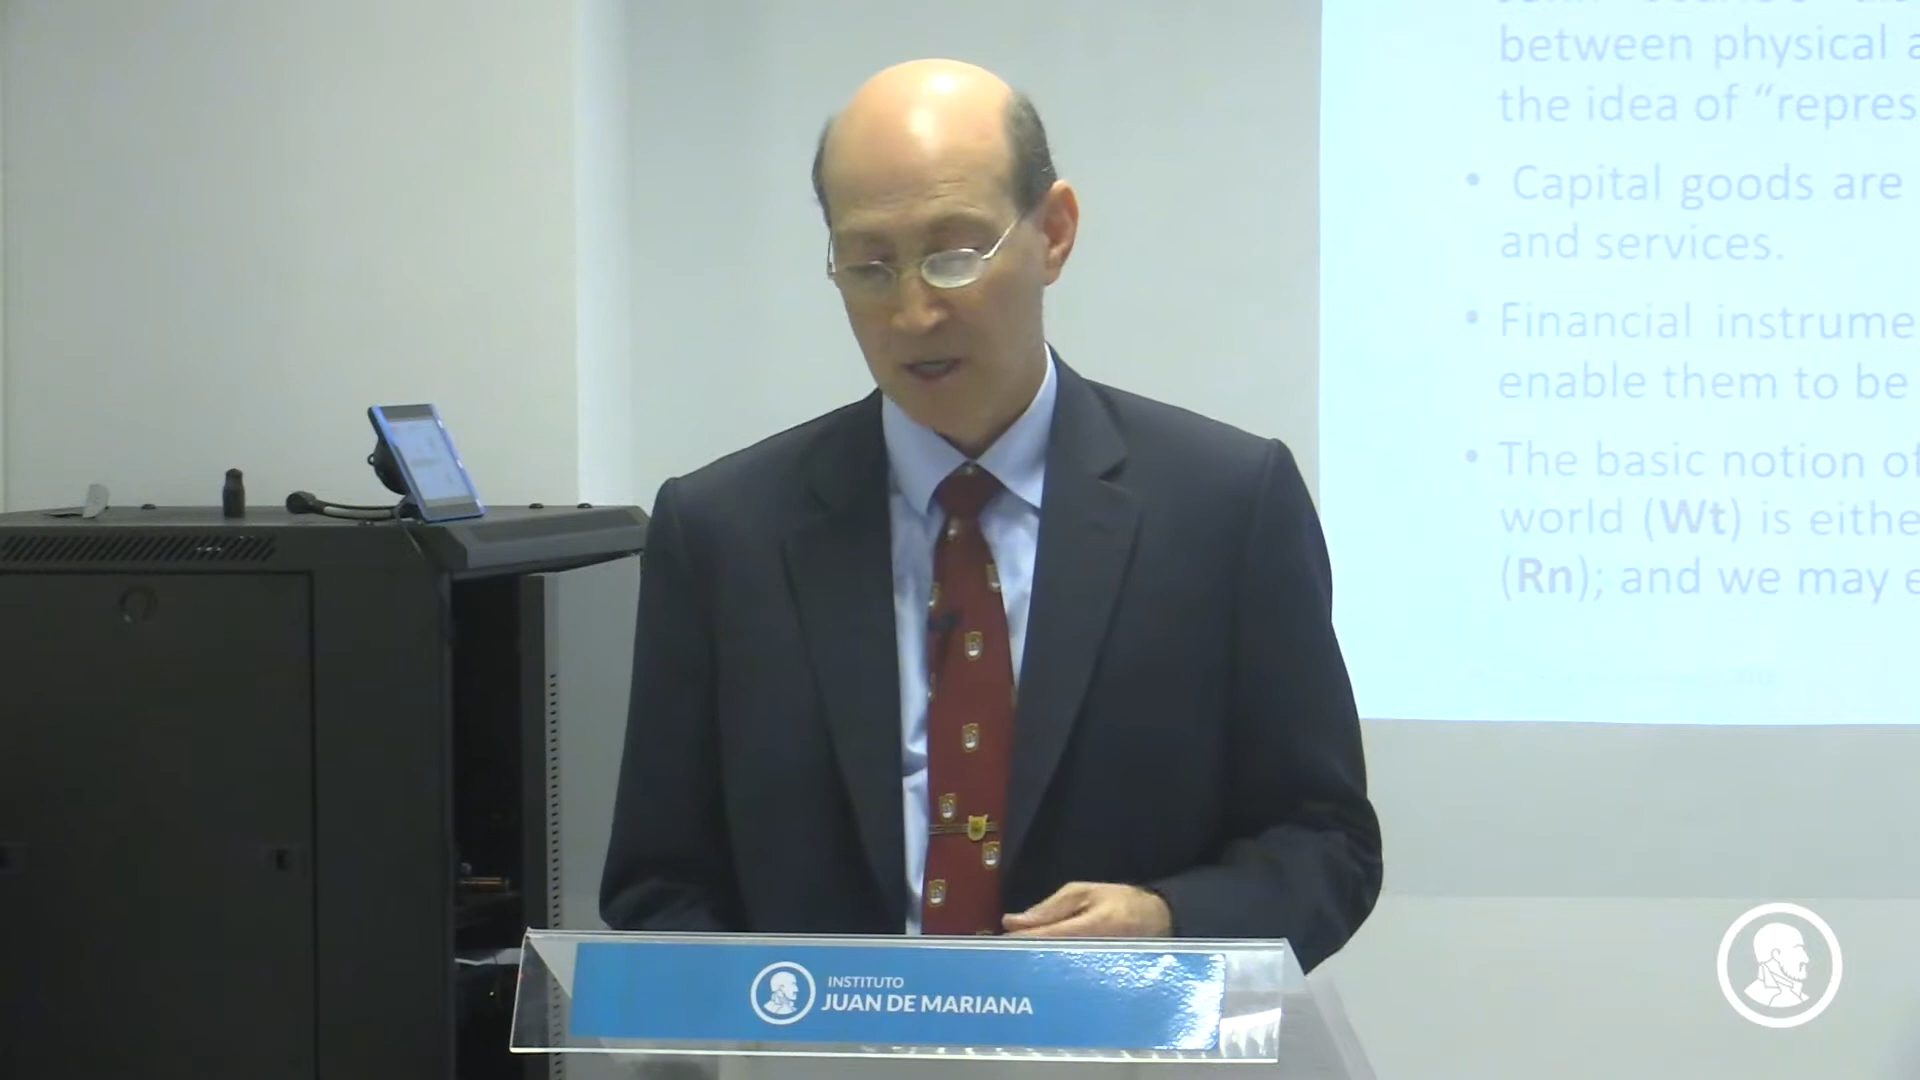 between physical
the idea of “repres
• Capital goods are
and services.
• Financial instrume
enable them to be
• The basic notion of
world (Wt) is eithe
(Rn); and we may e
INSTITUTO
JUAN DE MARIANA